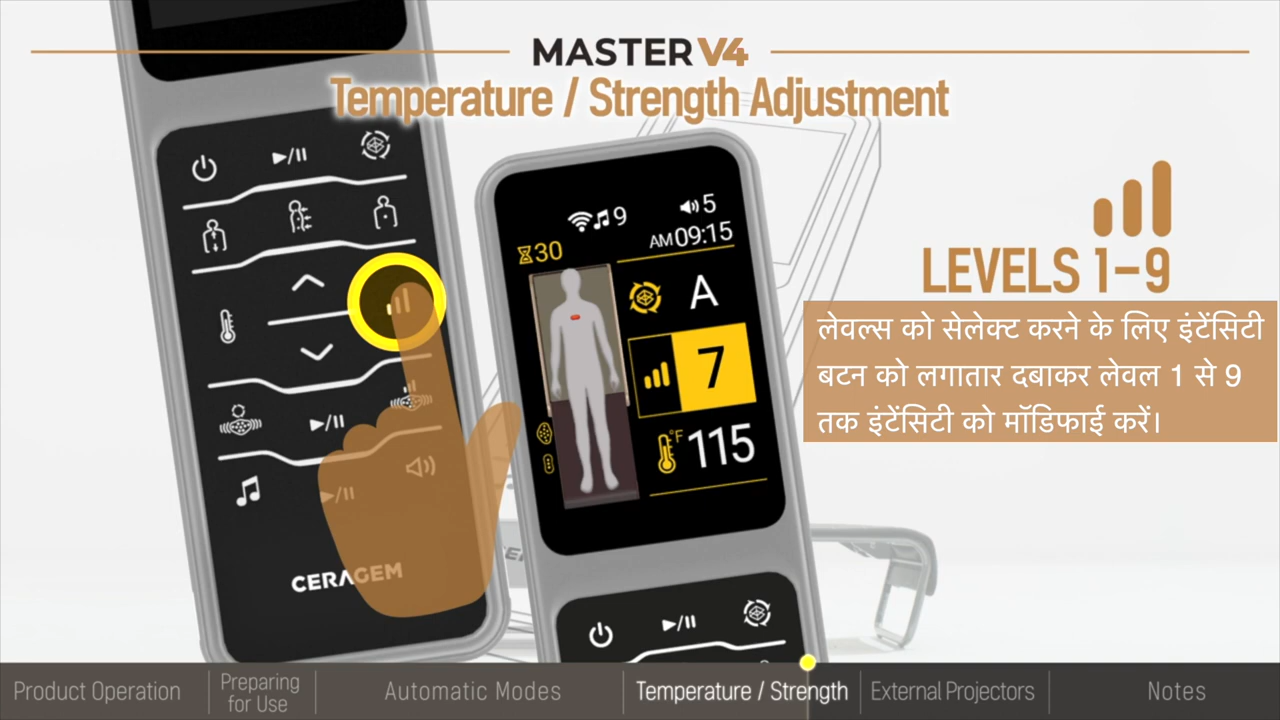 MASTER V4
Temperature / Strength Adjustment
9
5
AM 09:15
30
A
7
°F
115
LEVELS 1-9
लेवल्स को सेलेक्ट करने के लिए इंटेंसिटी
बटन को लगातार दबाकर लेवल 1 से 9
तक इंटेंसिटी को मॉडिफाई करें।
CERAGEM
Product Operation
Preparing
for Use
Automatic Modes
Temperature / Strength
External Projectors
Notes